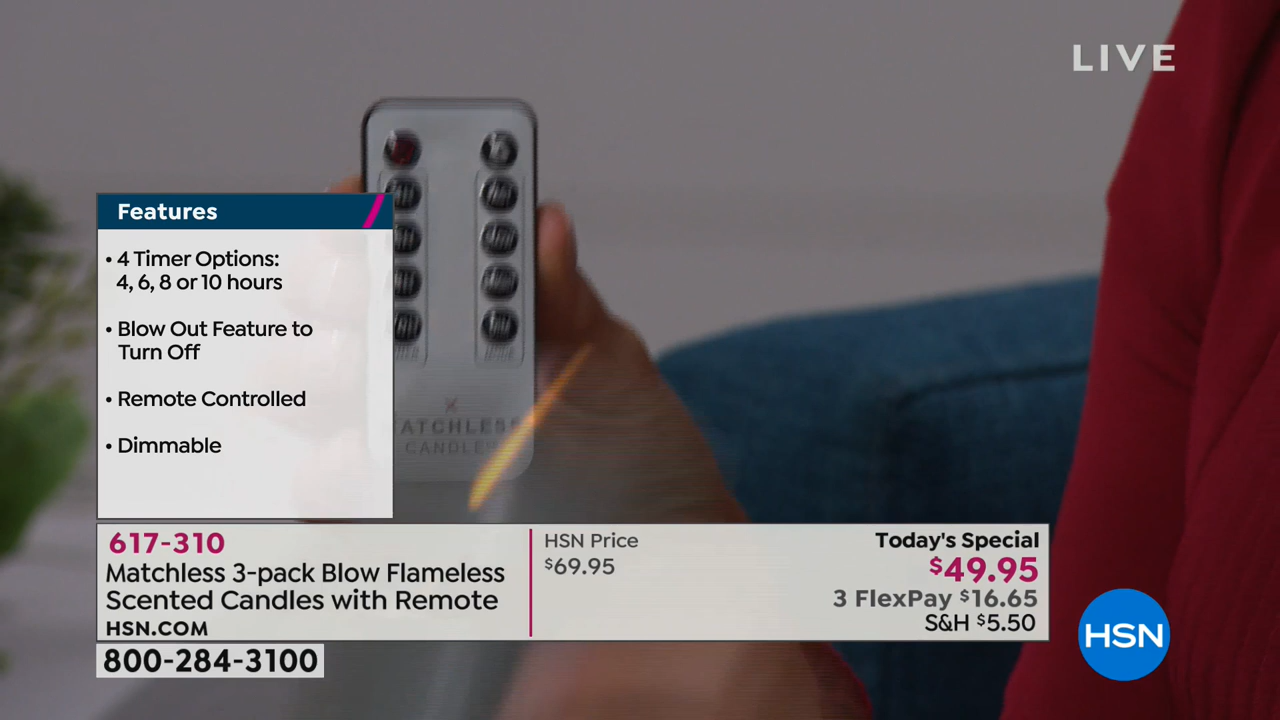 LIVE
Features
• 4 Timer Options:
4, 6, 8 or 10 hours
• Blow Out Feature to
Turn Off
• Remote Controlled
• Dimmable
617-310
Matchless 3-pack Blow Flameless
Scented Candles with Remote
HSN.COM
HSN Price
$69.95
Today's Special
$49.95
3 FlexPay $16.65
S&H $5.50
800-284-3100
HSN
ATCHLESS
CANDLES